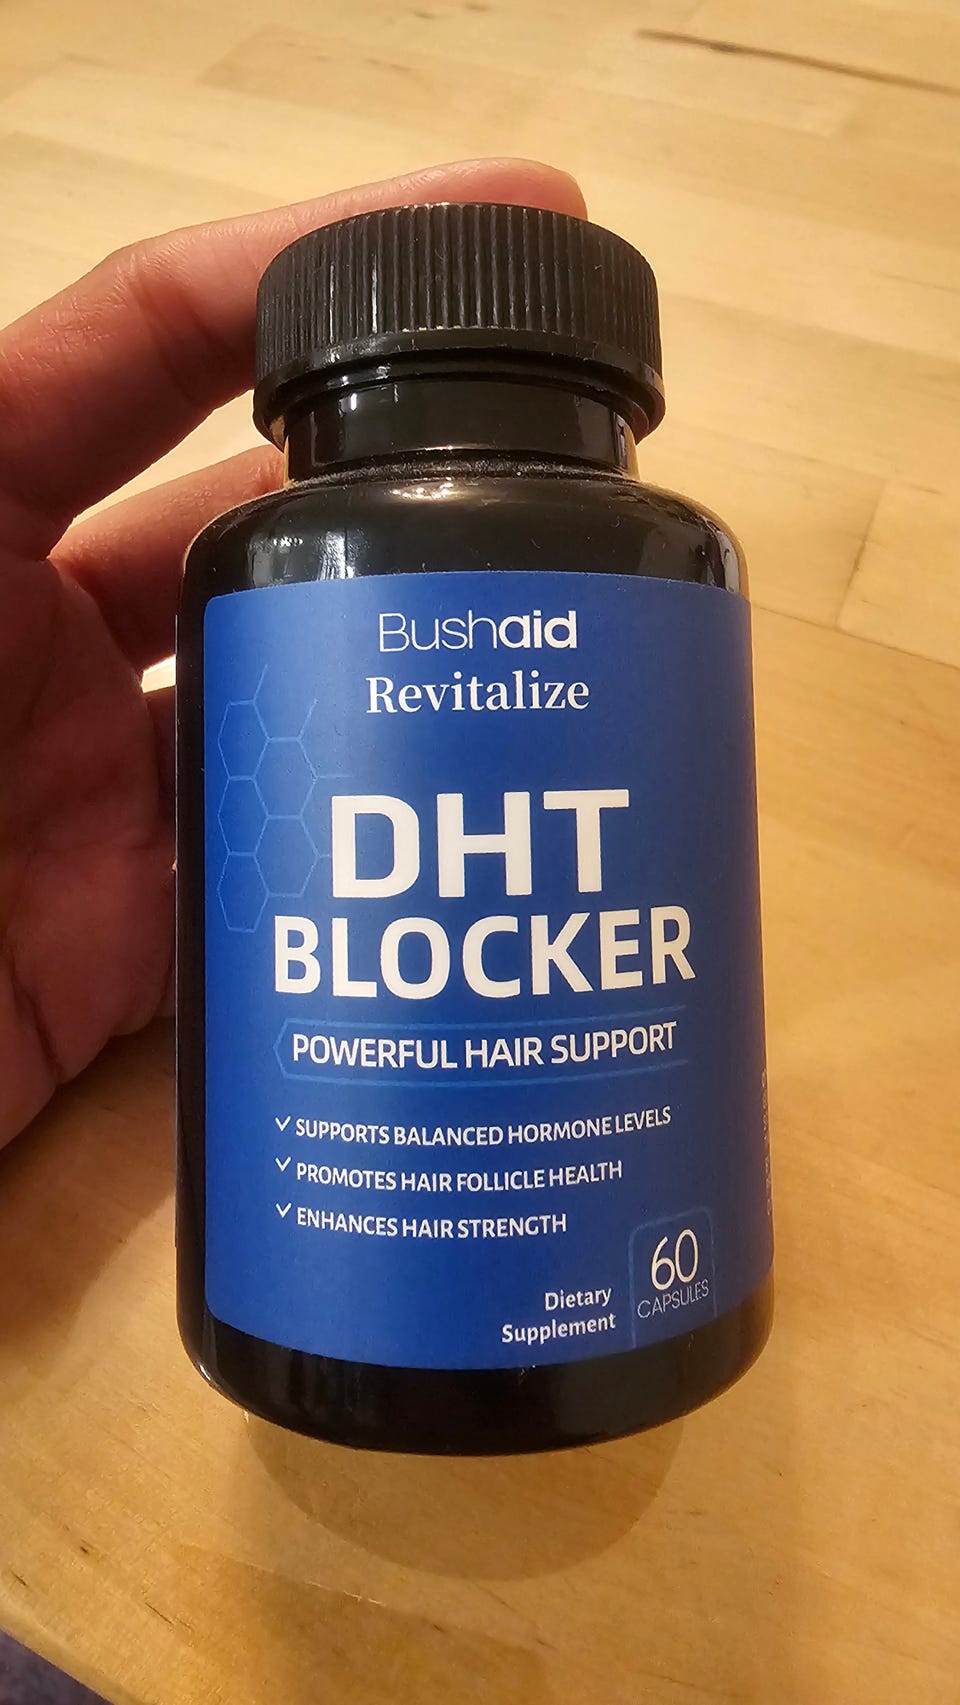 Bushaid
Revitalize
DHT
BLOCKER
POWERFUL HAIR SUPPORT
SUPPORTS BALANCED HORMONE LEVELS
PROMOTES HAIR FOLLICLE HEALTH
ENHANCES HAIR STRENGTH
60
CAPSULES
Dietary
Supplement